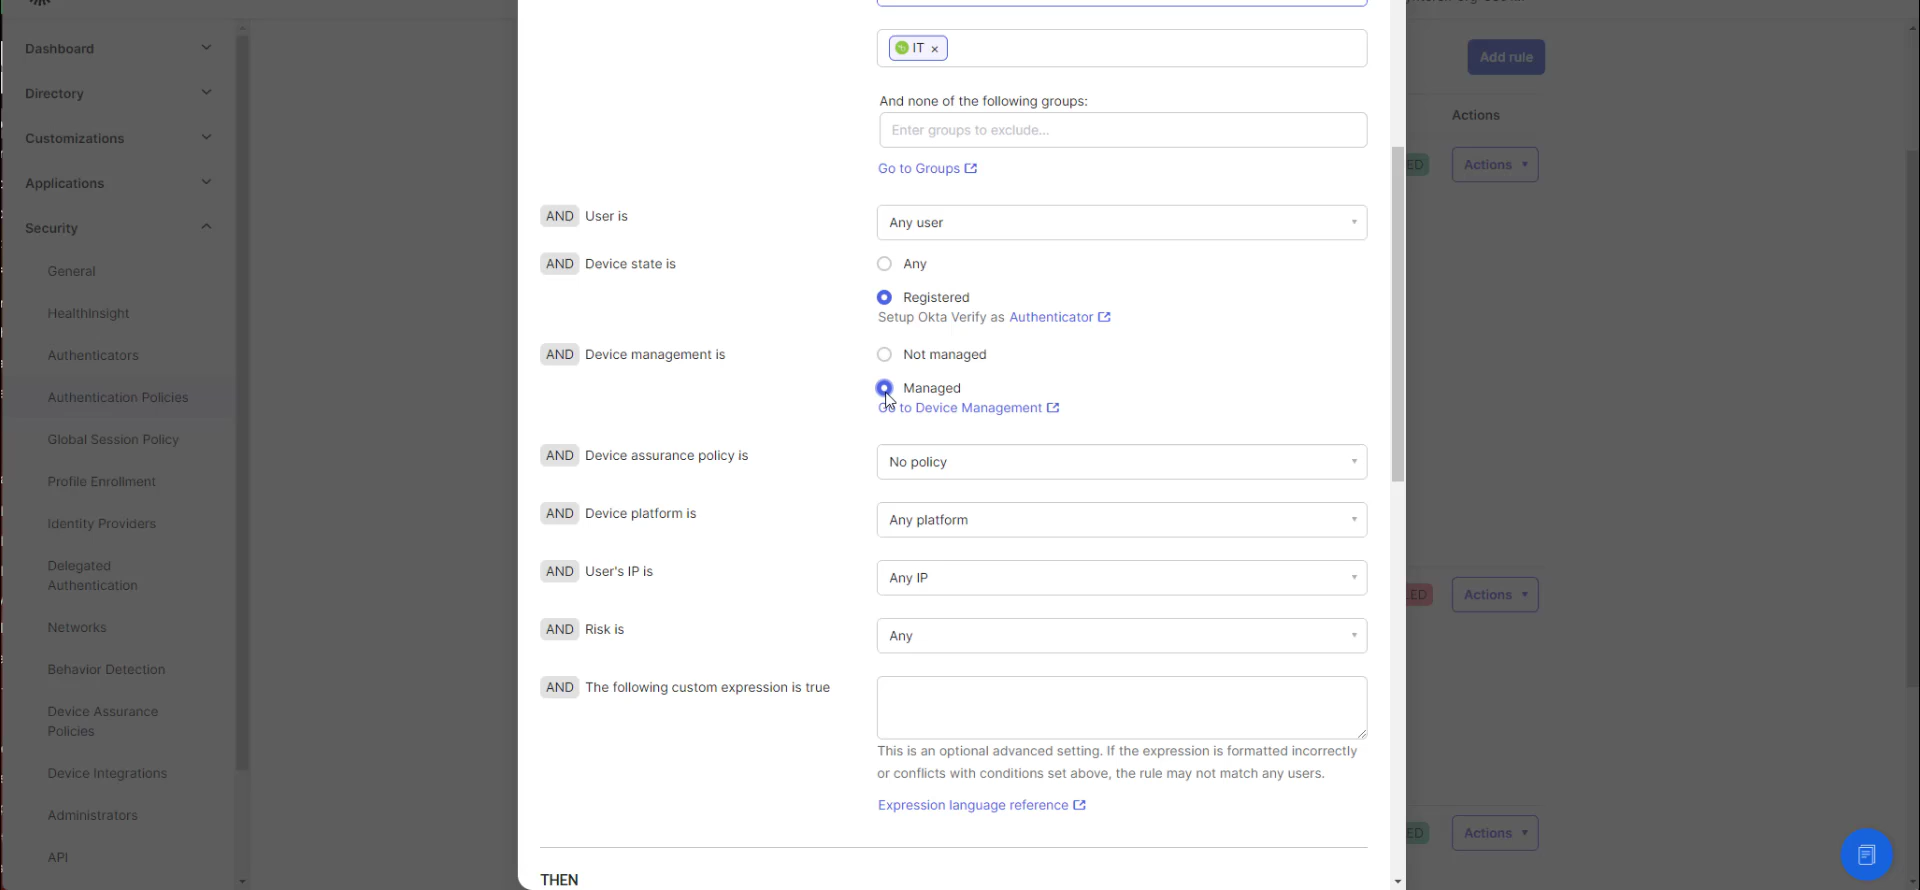 Dashboard
Directory
Customizations
Applications
Security
General
HealthInsight
Authenticators
Authentication Policies
Global Session Policy
Profile Enrollment
Identity Providers
Delegated
Authentication
Networks
Behavior Detection
Device Assurance
Policies
Device Integrations
Administrators
API
IT ×
And none of the following groups:
Enter groups to exclude...
Go to Groups
AND User is
Any user
AND Device state is
Any
Registered
Setup Okta Verify as Authenticator
AND Device management is
Not managed
Managed
Go to Device Management
AND Device assurance policy is
No policy
AND Device platform is
Any platform
AND User's IP is
Any IP
AND Risk is
Any
AND The following custom expression is true
This is an optional advanced setting. If the expression is formatted incorrectly
or conflicts with conditions set above, the rule may not match any users.
Expression language reference
THEN
Add rule
Actions
ED Actions
ED Actions
ED Actions